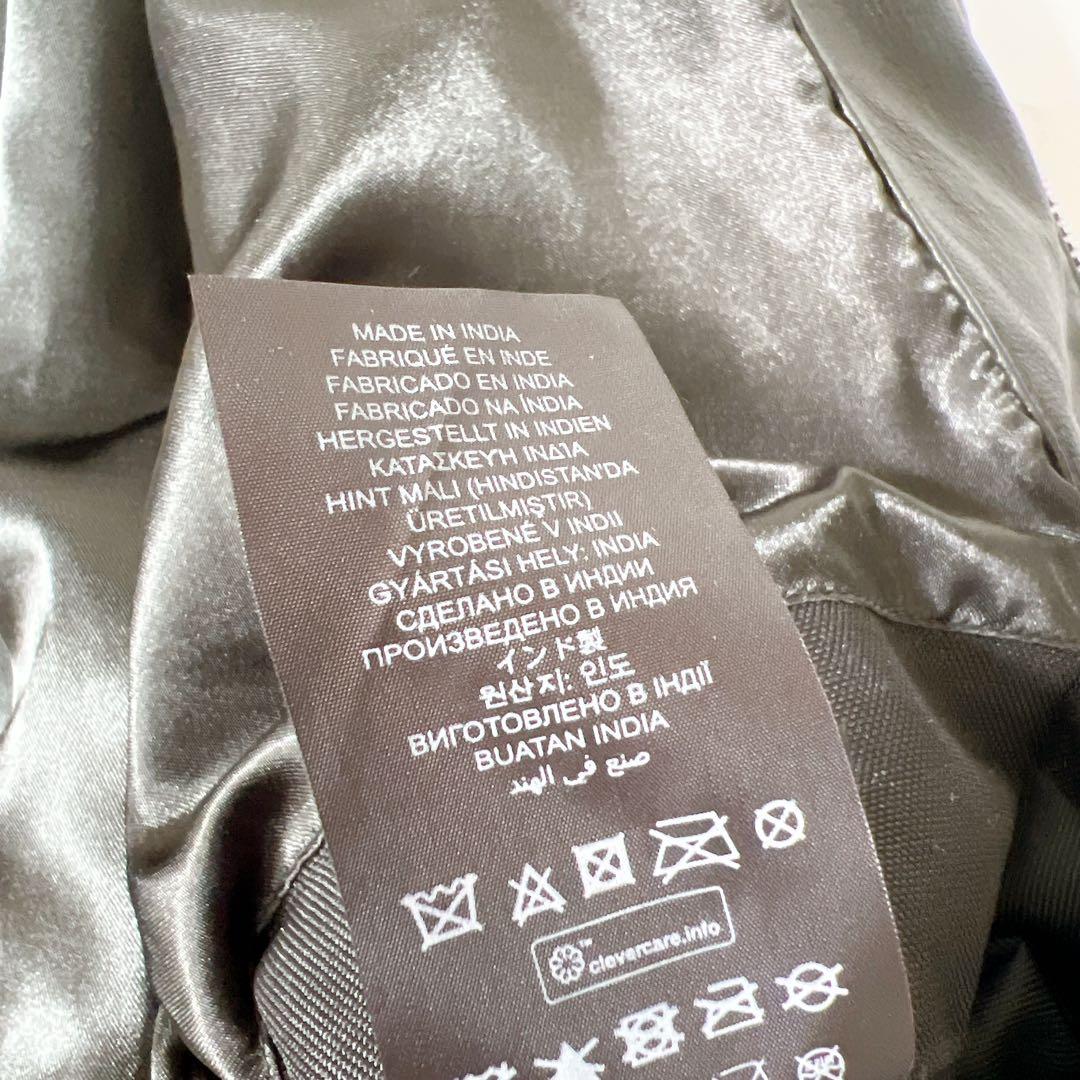 MADE IN INDIA
FABRIQUÉ EN INDE
FABRICADO EN INDIA
FABRICADO NA ÍNDIA
HERGESTELLT IN INDIEN
ΚΑΤΑΣΚΕΥΗ ΙΝΔΊΑ
HINT MALI (HINDISTAN'DA
ÜRETILMIŞTIR)
VYROBENÉ V INDII
GYÁRTÁSI HELY: INDIA
СДЕЛАНО В ИНДИИ
ПРОИЗВЕДЕНО В ИНДИЯ
インド製
원산지: 인도
ВИГОТОВЛЕНО В ІНДІЇ
BUATAN INDIA
صنع في الهند
™ clevercare.info